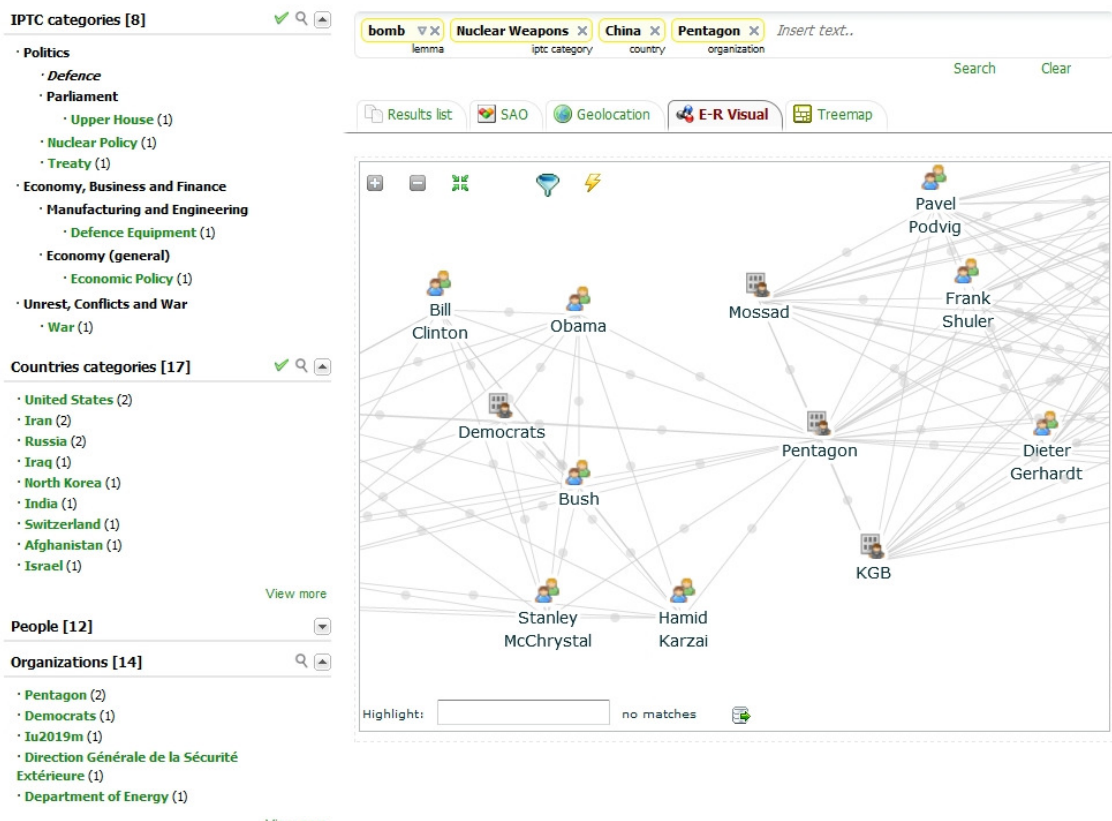 IPTC categories [8]
· Politics
· Defence
· Parliament
· Upper House (1)
· Nuclear Policy (1)
· Treaty (1)
· Economy, Business and Finance
· Manufacturing and Engineering
· Defence Equipment (1)
· Economy (general)
· Economic Policy (1)
· Unrest, Conflicts and War
· War (1)
Countries categories [17]
· United States (2)
· Iran (2)
· Russia (2)
· Iraq (1)
· North Korea (1)
· India (1)
· Switzerland (1)
· Afghanistan (1)
· Israel (1)
View more
People [12]
Organizations [14]
· Pentagon (2)
· Democrats (1)
· Iu2019m (1)
· Direction Générale de la Sécurité
Extérieure (1)
· Department of Energy (1)
bomb Nuclear Weapons China Pentagon Insert text..
lemma iptc category country organization
Search Clear
Results list SAO Geolocation E-R Visual Treemap
Pavel
Podvig
Bill
Clinton
Obama
Mossad
Frank
Shuler
Democrats
Pentagon
Dieter
Gerhardt
Bush
KGB
Stanley
McChrystal
Hamid
Karzai
Highlight: no matches